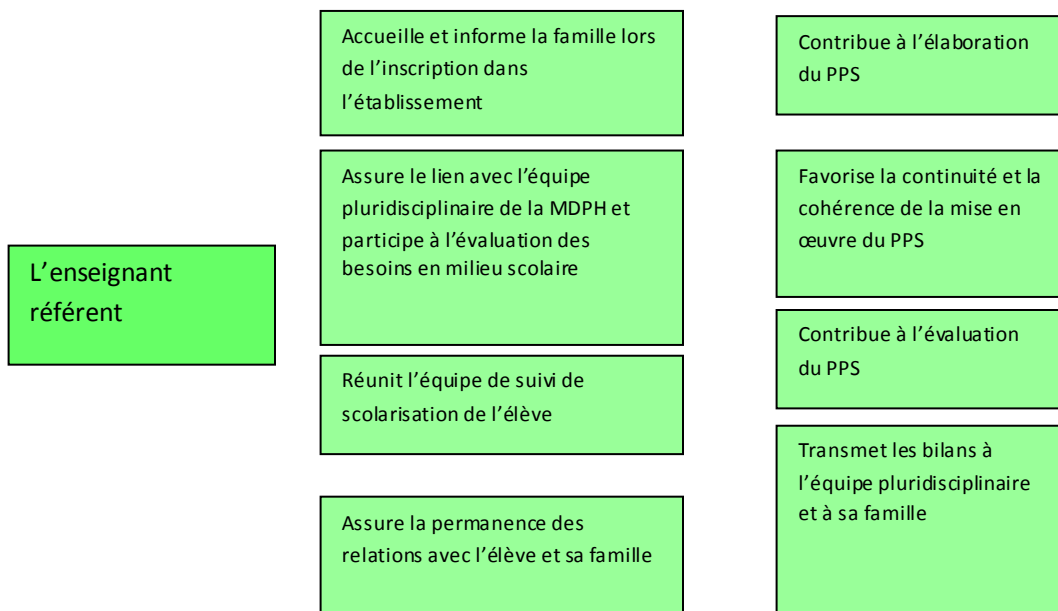 L’enseignant
référent
Accueille et informe la famille lors
de l’inscription dans
l’établissement
Assure le lien avec l’équipe
pluridisciplinaire de la MDPH et
participe à l’évaluation des
besoins en milieu scolaire
Réunit l’équipe de suivi de
scolarisation de l’élève
Assure la permanence des
relations avec l’élève et sa famille
Contribue à l’élaboration
du PPS
Favorise la continuité et la
cohérence de la mise en
œuvre du PPS
Contribue à l’évaluation
du PPS
Transmet les bilans à
l’équipe pluridisciplinaire
et à sa famille